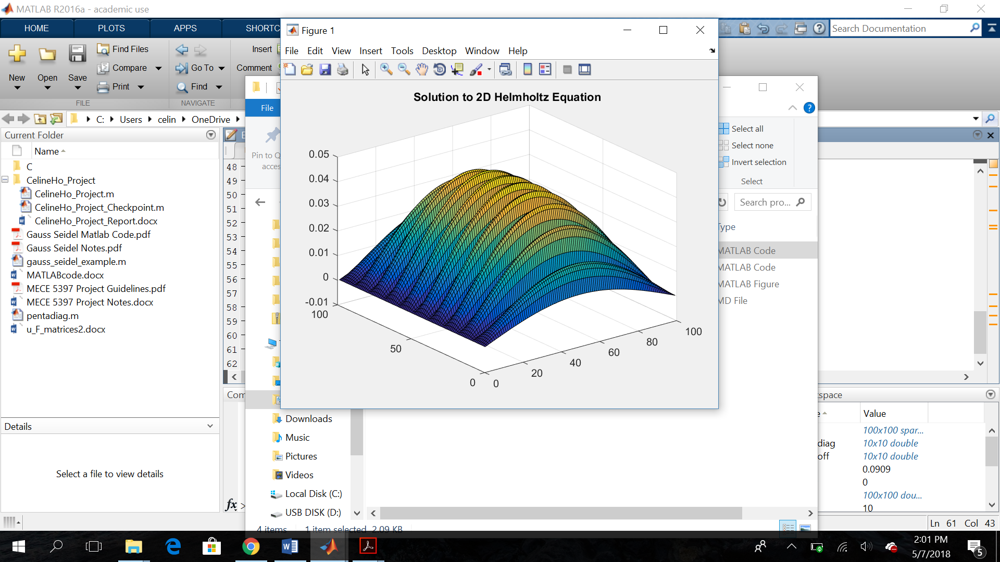 MATLAB R2016a - academic use
HOME
PLOTS
APPS
SHORTC
Search Documentation
New
Open
Save
Find Files
Compare
Print
FILE
Go To
Find
NAVIGATE
Insert
Comment
C:
Users
celin
OneDrive
Current Folder
Name
C
CelineHo_Project
CelineHo_Project.m
CelineHo_Project_Checkpoint.m
CelineHo_Project_Report.docx
Gauss Seidel Matlab Code.pdf
Gauss Seidel Notes.pdf
gauss_seidel_example.m
MATLABcode.docx
MECE 5397 Project Guidelines.pdf
MECE 5397 Project Notes.docx
pentadiag.m
u_F_matrices2.docx
Details
Select a file to view details
48
49
50
51
52
53
54
55
56
57
58
59
60
61
62
Com
fx >
File
Pin to Q
acces
Figure 1
File Edit View Insert Tools Desktop Window Help
Solution to 2D Helmholtz Equation
0.05
0.04
0.03
0.02
0.01
0
-0.01
100
50
0
0
20
40
60
80
100
Select all
Select none
Invert selection
Select
Search pro...
Type
MATLAB Code
MATLAB Code
MATLAB Figure
MD File
Downloads
Music
Pictures
Videos
Local Disk (C:)
USB DISK (D:)
4 items 1 item selected 2.09 KB
space
Value
100x100 spar...
diag 10x10 double
off 10x10 double
0.0909
0
100x100 dou...
10
Ln 61 Col 43
2:01 PM
5/7/2018
5